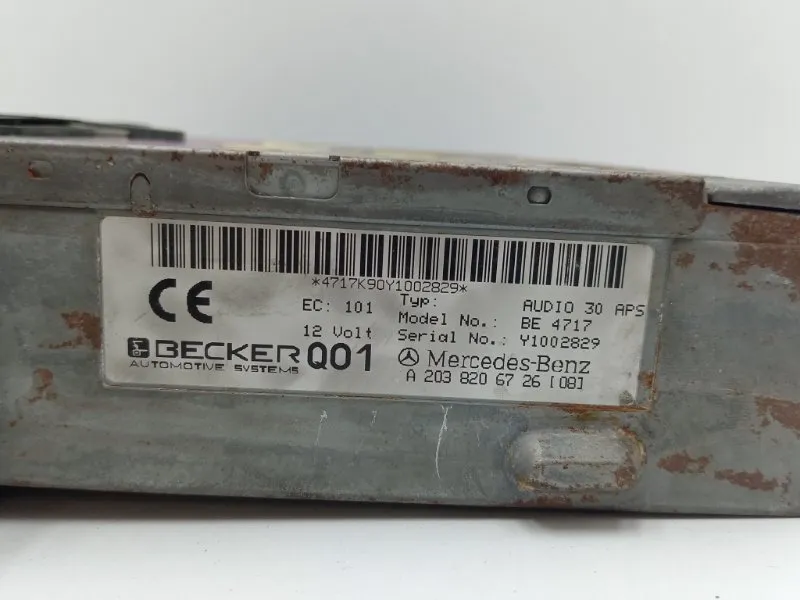 *4717K90Y1002829*
CE
EC: 101
12 Volt
Typ: AUDIO 30 APS
Model No.: BE 4717
Serial No.: Y1002829
BECKER Q01
AUTOMOTIVE SYSTEMS
Mercedes-Benz
A 203 820 67 26 [08]